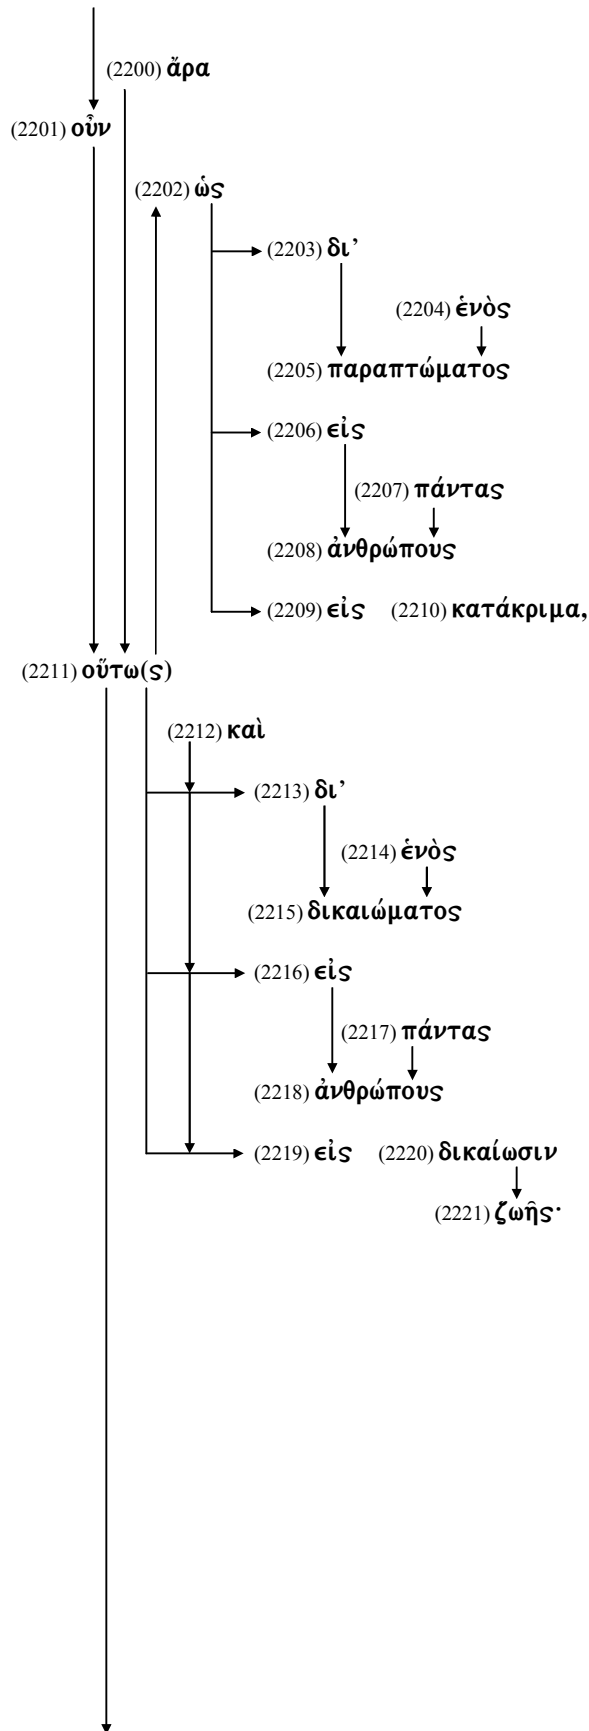 (2200) ἄρα
(2201) οὖν
(2202) ὡς
(2203) δι’
(2204) ἑνὸς
(2205) παραπτώματος
(2206) εἰς
(2207) πάντας
(2208) ἀνθρώπους
(2209) εἰς (2210) κατάκριμα,
(2211) οὕτω(ς)
(2212) καὶ
(2213) δι’
(2214) ἑνὸς
(2215) δικαιώματος
(2216) εἰς
(2217) πάντας
(2218) ἀνθρώπους
(2219) εἰς (2220) δικαίωσιν
(2221) ζωῆς·